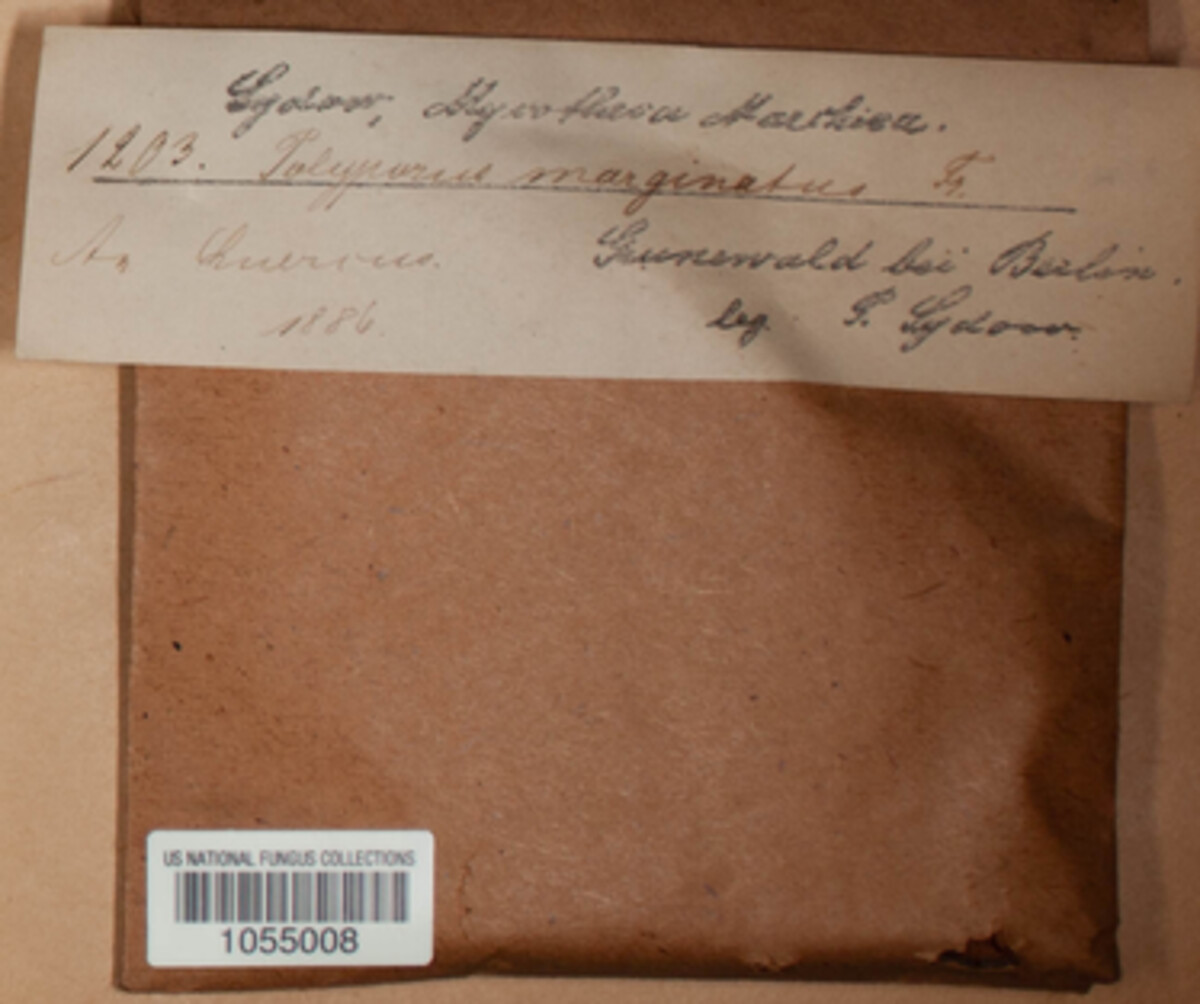 Sydow, Mycotheca Marchica.
1203. Polyporus marginatus Fr.
An Quercus.
Grunewald bei Berlin.
1886.
leg. P. Sydow.
US NATIONAL FUNGUS COLLECTIONS
1055008